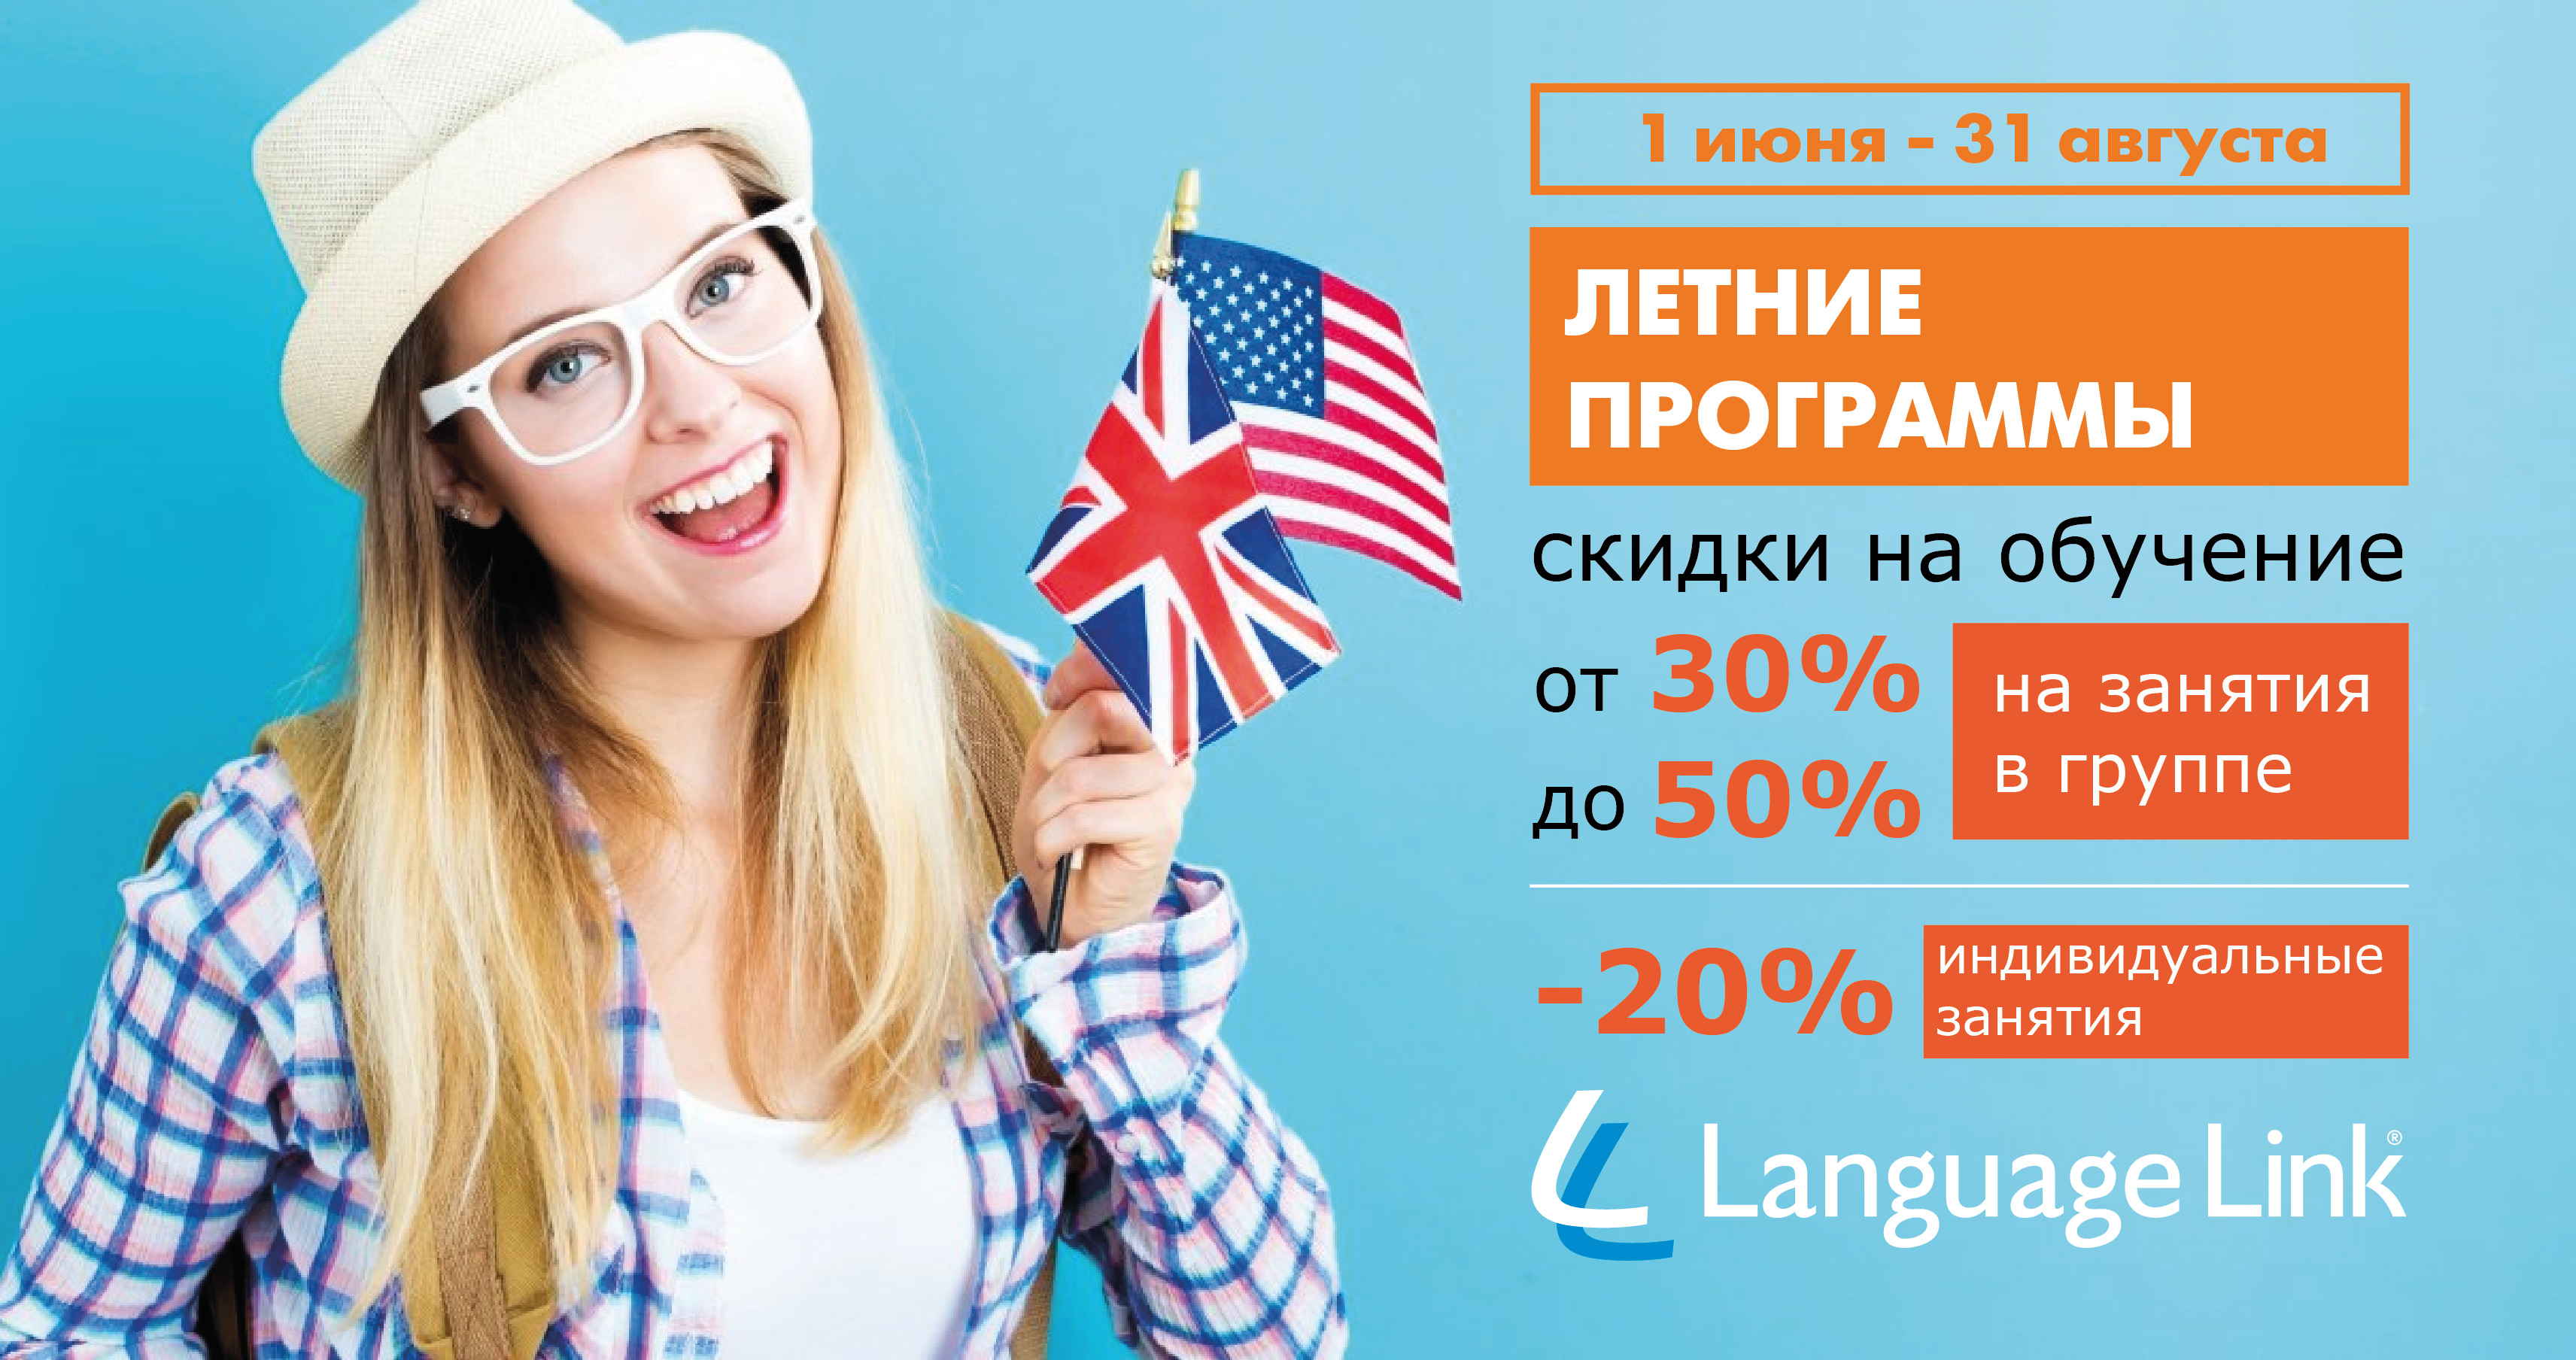 1 июня - 31 августа
ЛЕТНИЕ
ПРОГРАММЫ
скидки на обучение
от 30%
до 50%
на занятия
в группе
-20%
индивидуальные
занятия
Language Link®